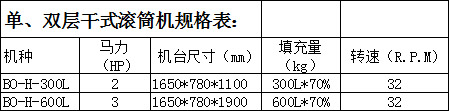 单、双层干式滚筒机规格表:
机种 马力(HP) 机台尺寸(mm) 填充量(kg) 转速(R.P.M)
BO-H-300L 2 1650*780*1100 300L*70% 32
BO-H-600L 3 1650*780*1900 600L*70% 32